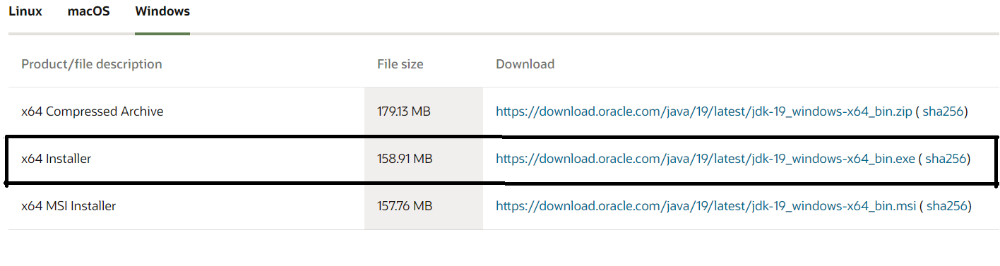 Linux macOS Windows
Product/file description File size Download
x64 Compressed Archive 179.13 MB https://download.oracle.com/java/19/latest/jdk-19_windows-x64_bin.zip ( sha256)
x64 Installer 158.91 MB https://download.oracle.com/java/19/latest/jdk-19_windows-x64_bin.exe ( sha256)
x64 MSI Installer 157.76 MB https://download.oracle.com/java/19/latest/jdk-19_windows-x64_bin.msi ( sha256)